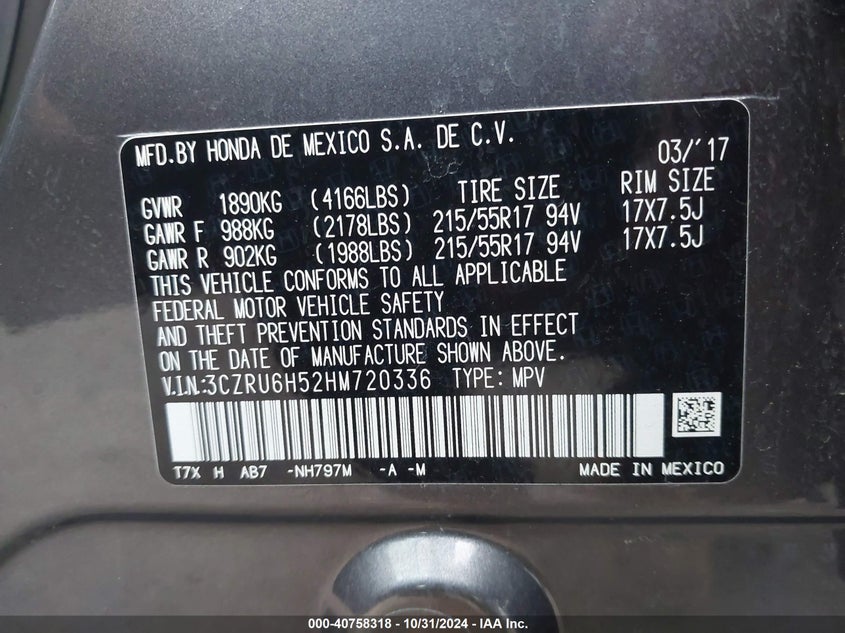 MFD.BY HONDA DE MEXICO S.A. DE C.V. 03/'17
GVWR 1890KG (4166LBS) TIRE SIZE RIM SIZE
GAWR F 988KG (2178LBS) 215/55R17 94V 17X7.5J
GAWR R 902KG (1988LBS) 215/55R17 94V 17X7.5J
THIS VEHICLE CONFORMS TO ALL APPLICABLE
FEDERAL MOTOR VEHICLE SAFETY
AND THEFT PREVENTION STANDARDS IN EFFECT
ON THE DATE OF MANUFACTURE SHOWN ABOVE.
V.I.N.:3CZRU6H52HM720336 TYPE: MPV
T7X H AB7 -NH797M -A -M MADE IN MEXICO
000-40758318 - 10/31/2024 - IAA Inc.